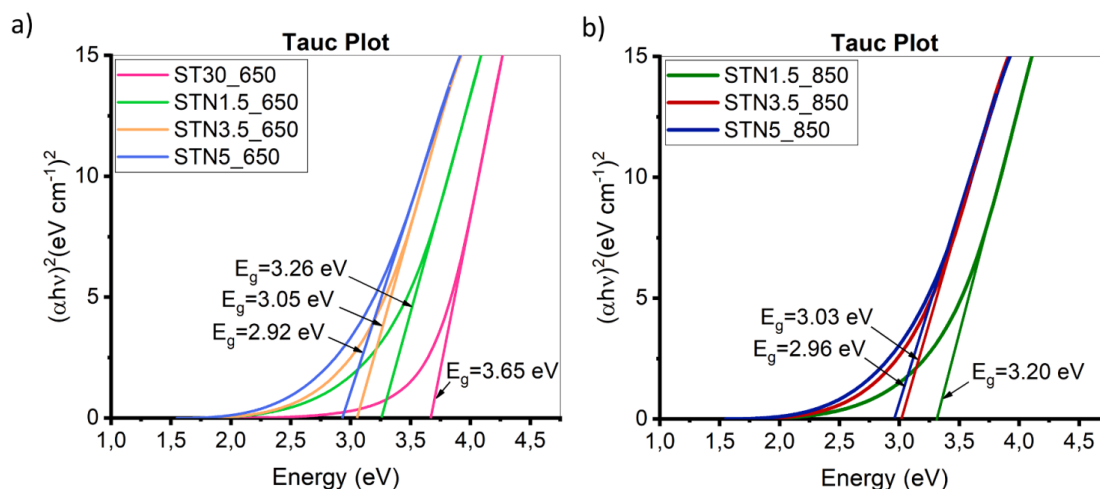 a)
Tauc Plot
15
10
5
0
ST30_650
STN1.5_650
STN3.5_650
STN5_650
E_g=3.26 eV
E_g=3.05 eV
E_g=2.92 eV
E_g=3.65 eV
(αhν)²(eV cm⁻¹)²
1,0 1,5 2,0 2,5 3,0 3,5 4,0 4,5
Energy (eV)
b)
Tauc Plot
15
10
5
0
STN1.5_850
STN3.5_850
STN5_850
E_g=3.03 eV
E_g=2.96 eV
E_g=3.20 eV
(αhν)²(eV cm⁻¹)²
1,0 1,5 2,0 2,5 3,0 3,5 4,0 4,5
Energy (eV)